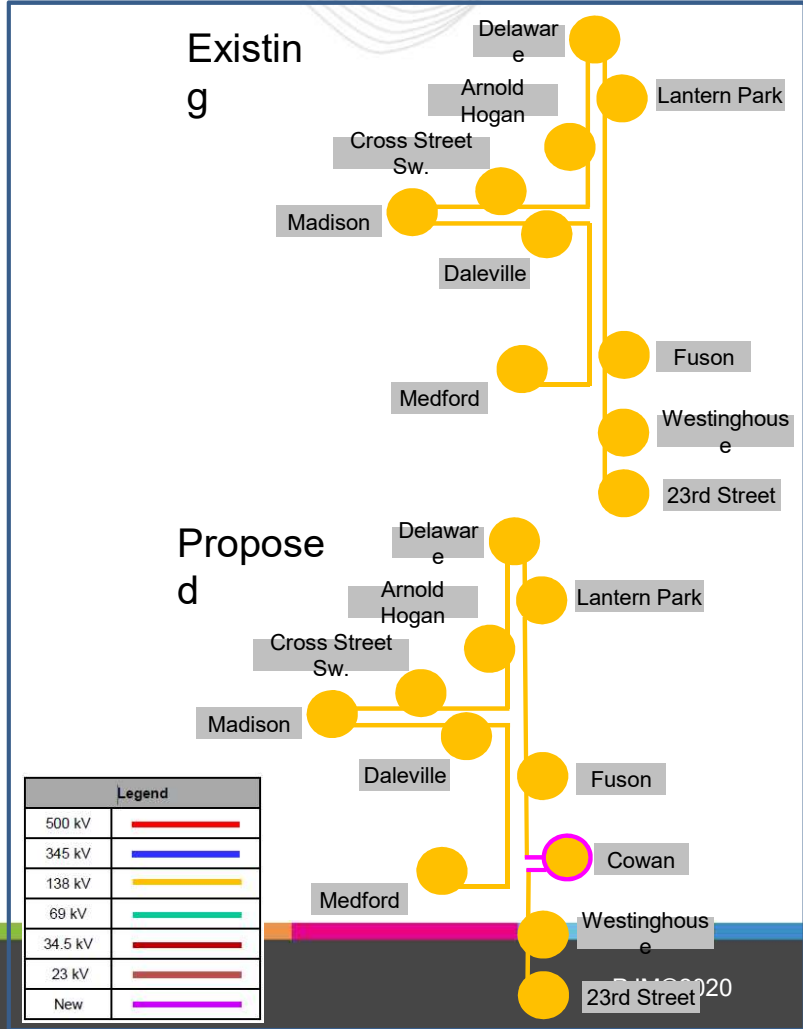 Existin
g
Delawar
e
Lantern Park
Arnold
Hogan
Cross Street
Sw.
Madison
Daleville
Fuson
Medford
Westinghous
e
23rd Street
Propose
d
Delawar
e
Arnold
Hogan
Lantern Park
Cross Street
Sw.
Madison
Daleville
Fuson
Cowan
Medford
Westinghous
e
23rd Street
Legend
500 kV
345 kV
138 kV
69 kV
34.5 kV
23 kV
New